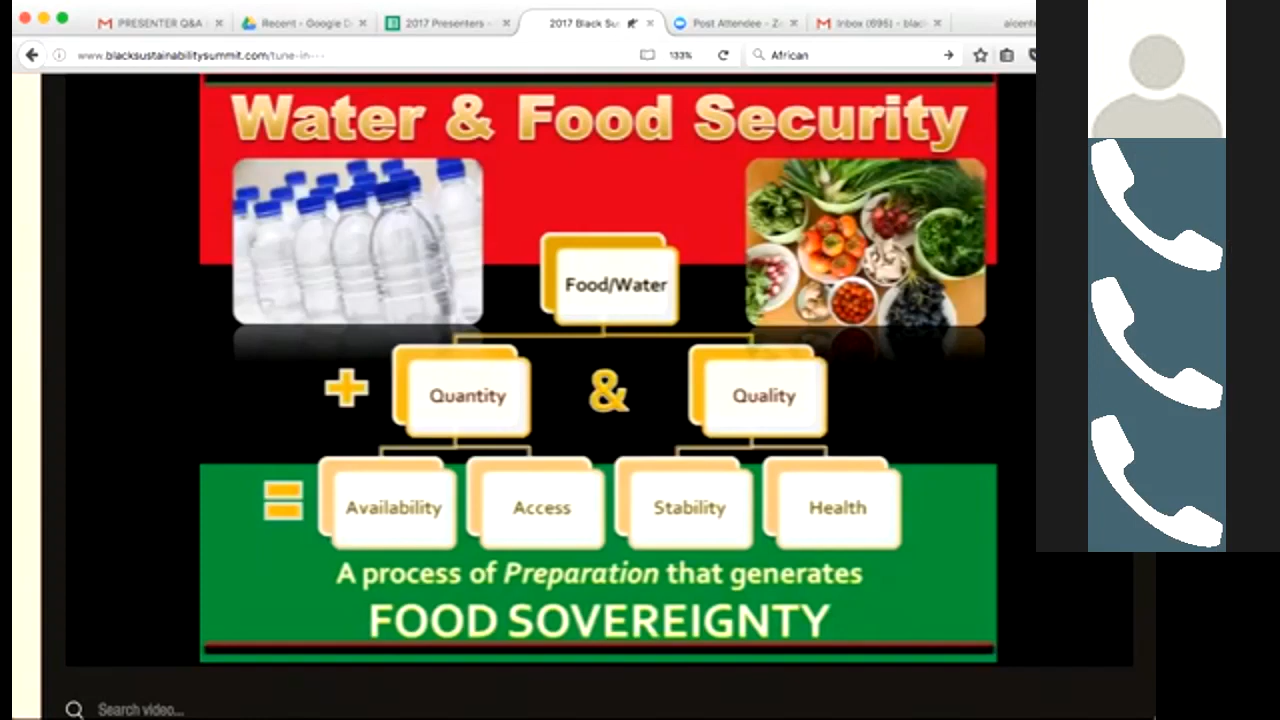 PRESENTER Q&A
Recent - Google D
2017 Presenters -
2017 Black Su
Post Attendee - Z
Inbox (695) - blac
aicente
www.blacksustainabilitysummit.com/tune-in-
133%
African
Water & Food Security
Food/Water
+
Quantity
&
Quality
=
Availability
Access
Stability
Health
A process of Preparation that generates
FOOD SOVEREIGNTY
Search video...